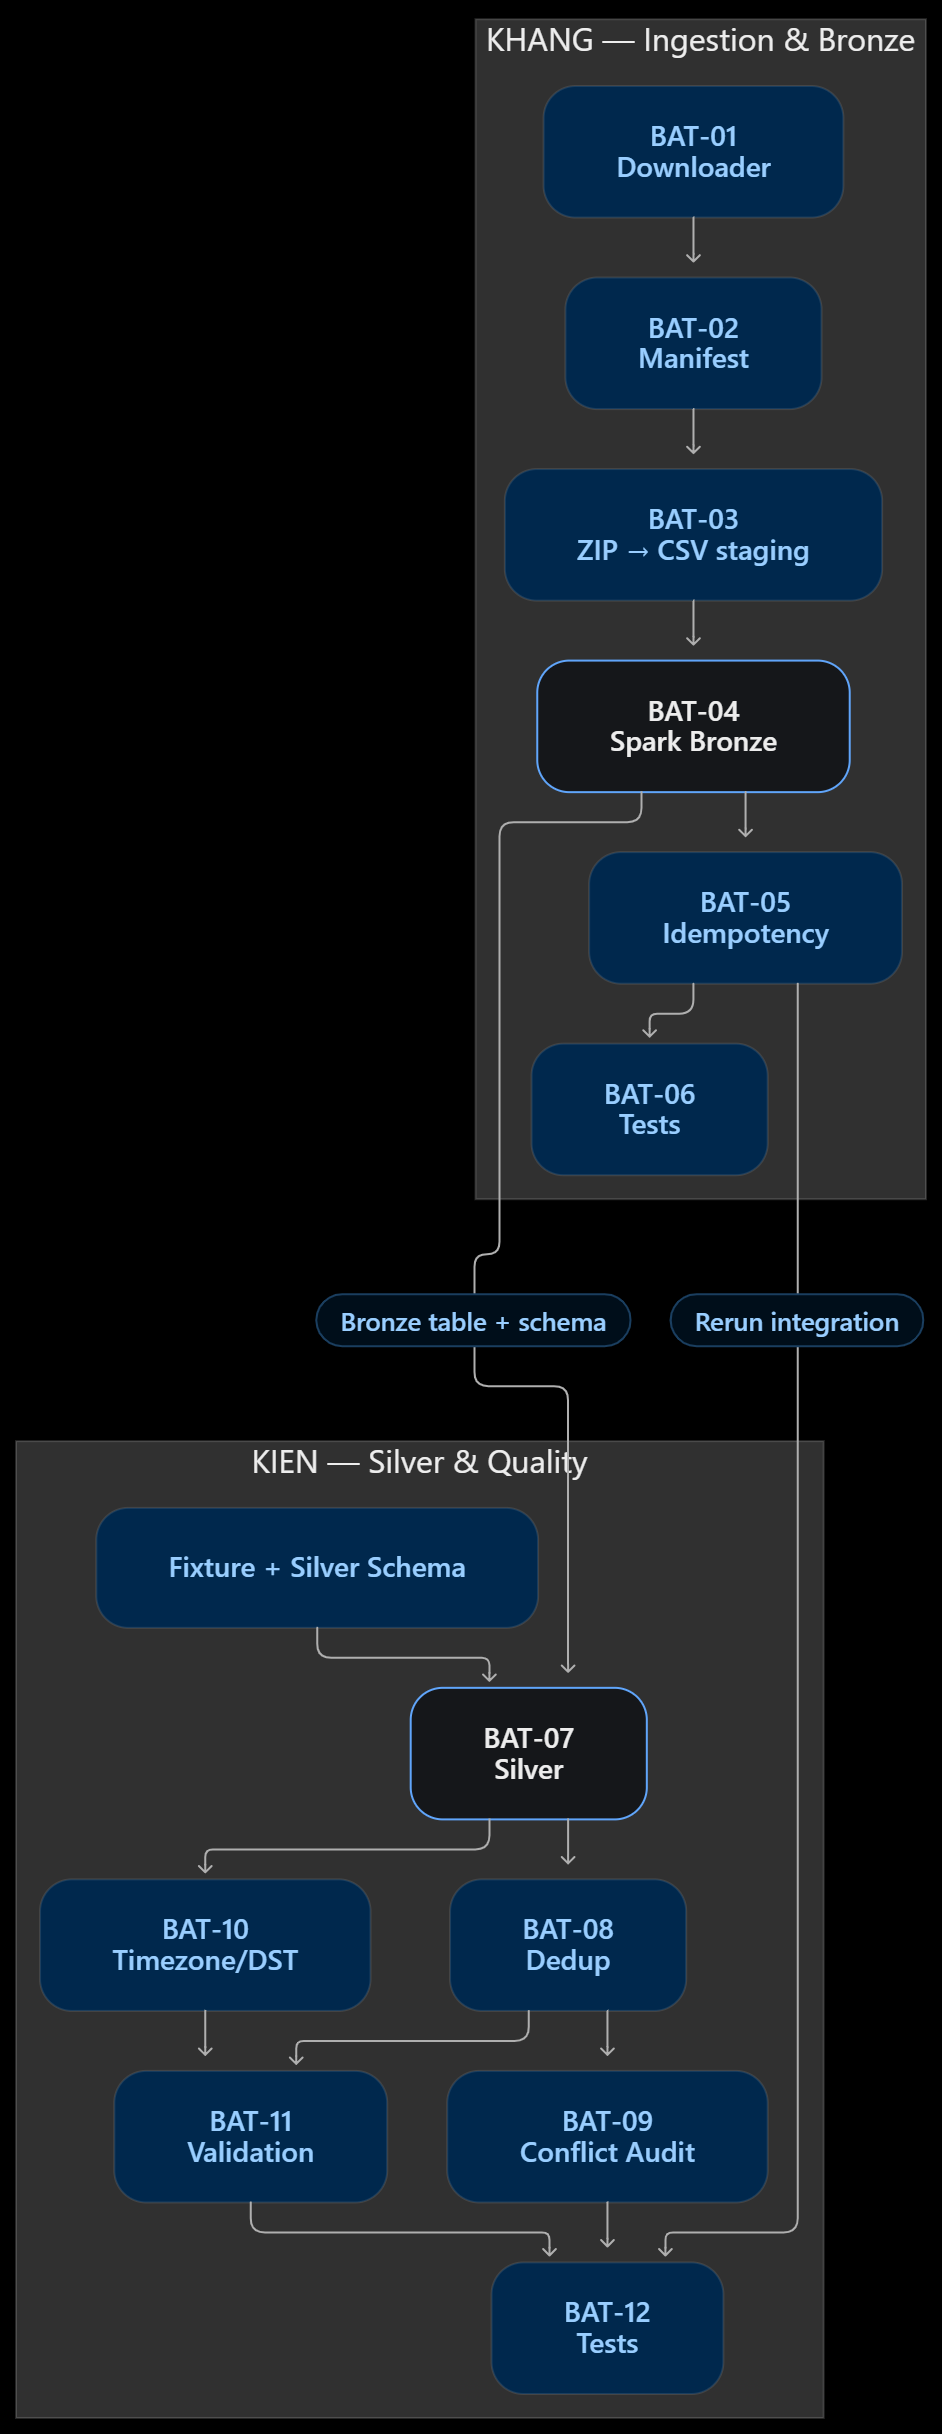 KHANG — Ingestion & Bronze
BAT-01
Downloader
BAT-02
Manifest
BAT-03
ZIP → CSV staging
BAT-04
Spark Bronze
BAT-05
Idempotency
BAT-06
Tests
Bronze table + schema
Rerun integration
KIEN — Silver & Quality
Fixture + Silver Schema
BAT-07
Silver
BAT-10
Timezone/DST
BAT-08
Dedup
BAT-11
Validation
BAT-09
Conflict Audit
BAT-12
Tests